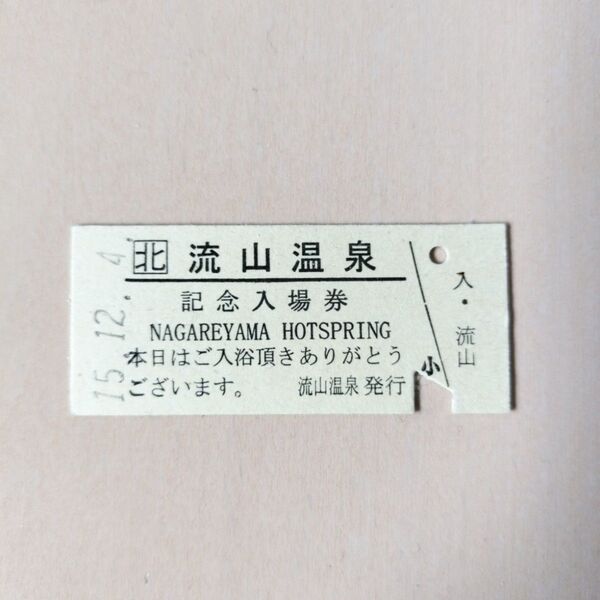 北 流山温泉
記念入場券
NAGAREYAMA HOTSPRING
本日はご入浴頂きありがとう
ございます。 流山温泉発行
15.12.4
小
入・流山